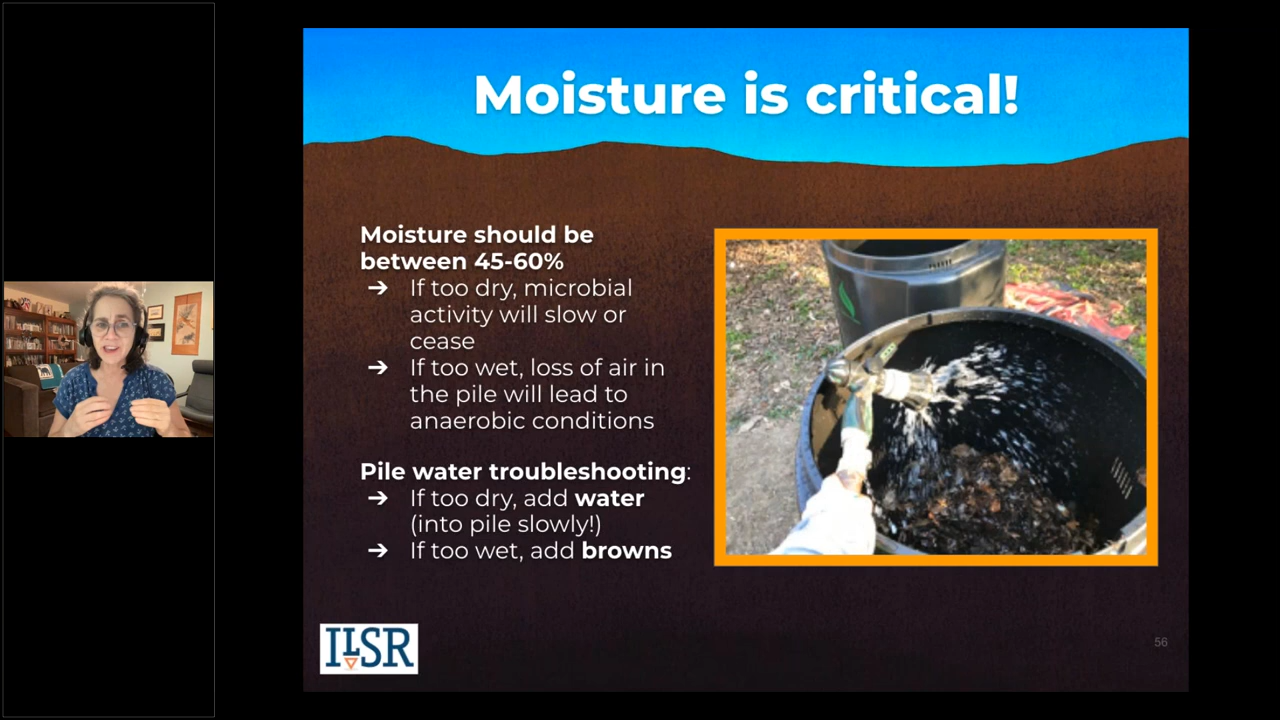 Moisture is critical!
Moisture should be
between 45-60%
➔ If too dry, microbial
activity will slow or
cease
➔ If too wet, loss of air in
the pile will lead to
anaerobic conditions
Pile water troubleshooting:
➔ If too dry, add water
(into pile slowly!)
➔ If too wet, add browns
ILSR
56